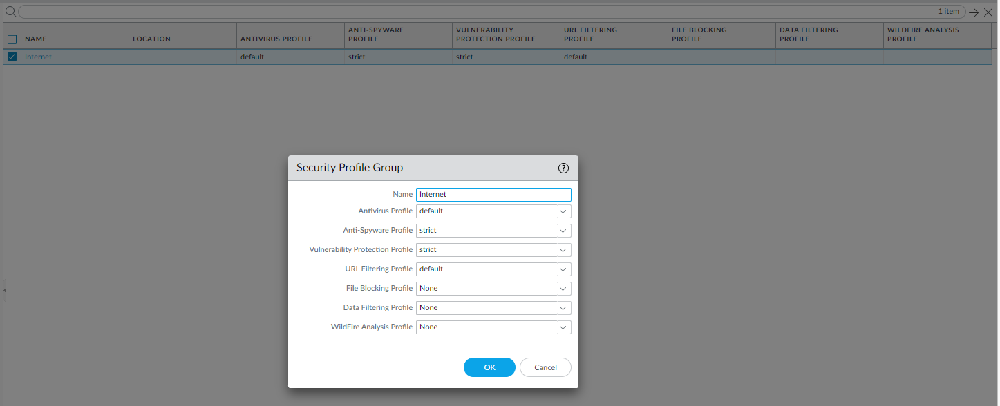 1 item
NAME
LOCATION
ANTIVIRUS PROFILE
ANTI-SPYWARE
PROFILE
VULNERABILITY
PROTECTION PROFILE
URL FILTERING
PROFILE
FILE BLOCKING
PROFILE
DATA FILTERING
PROFILE
WILDFIRE ANALYSIS
PROFILE
Internet default strict strict default
Security Profile Group ?
Name Internet
Antivirus Profile default
Anti-Spyware Profile strict
Vulnerability Protection Profile strict
URL Filtering Profile default
File Blocking Profile None
Data Filtering Profile None
WildFire Analysis Profile None
OK Cancel